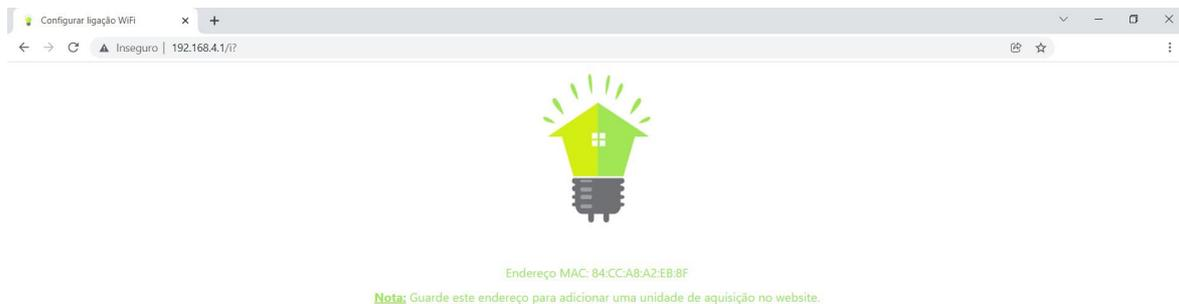 Configurar ligação WiFi
Inseguro | 192.168.4.1/i?
Endereço MAC: 84:CC:A8:A2:EB:8F
Nota: Guarde este endereço para adicionar uma unidade de aquisição no website.